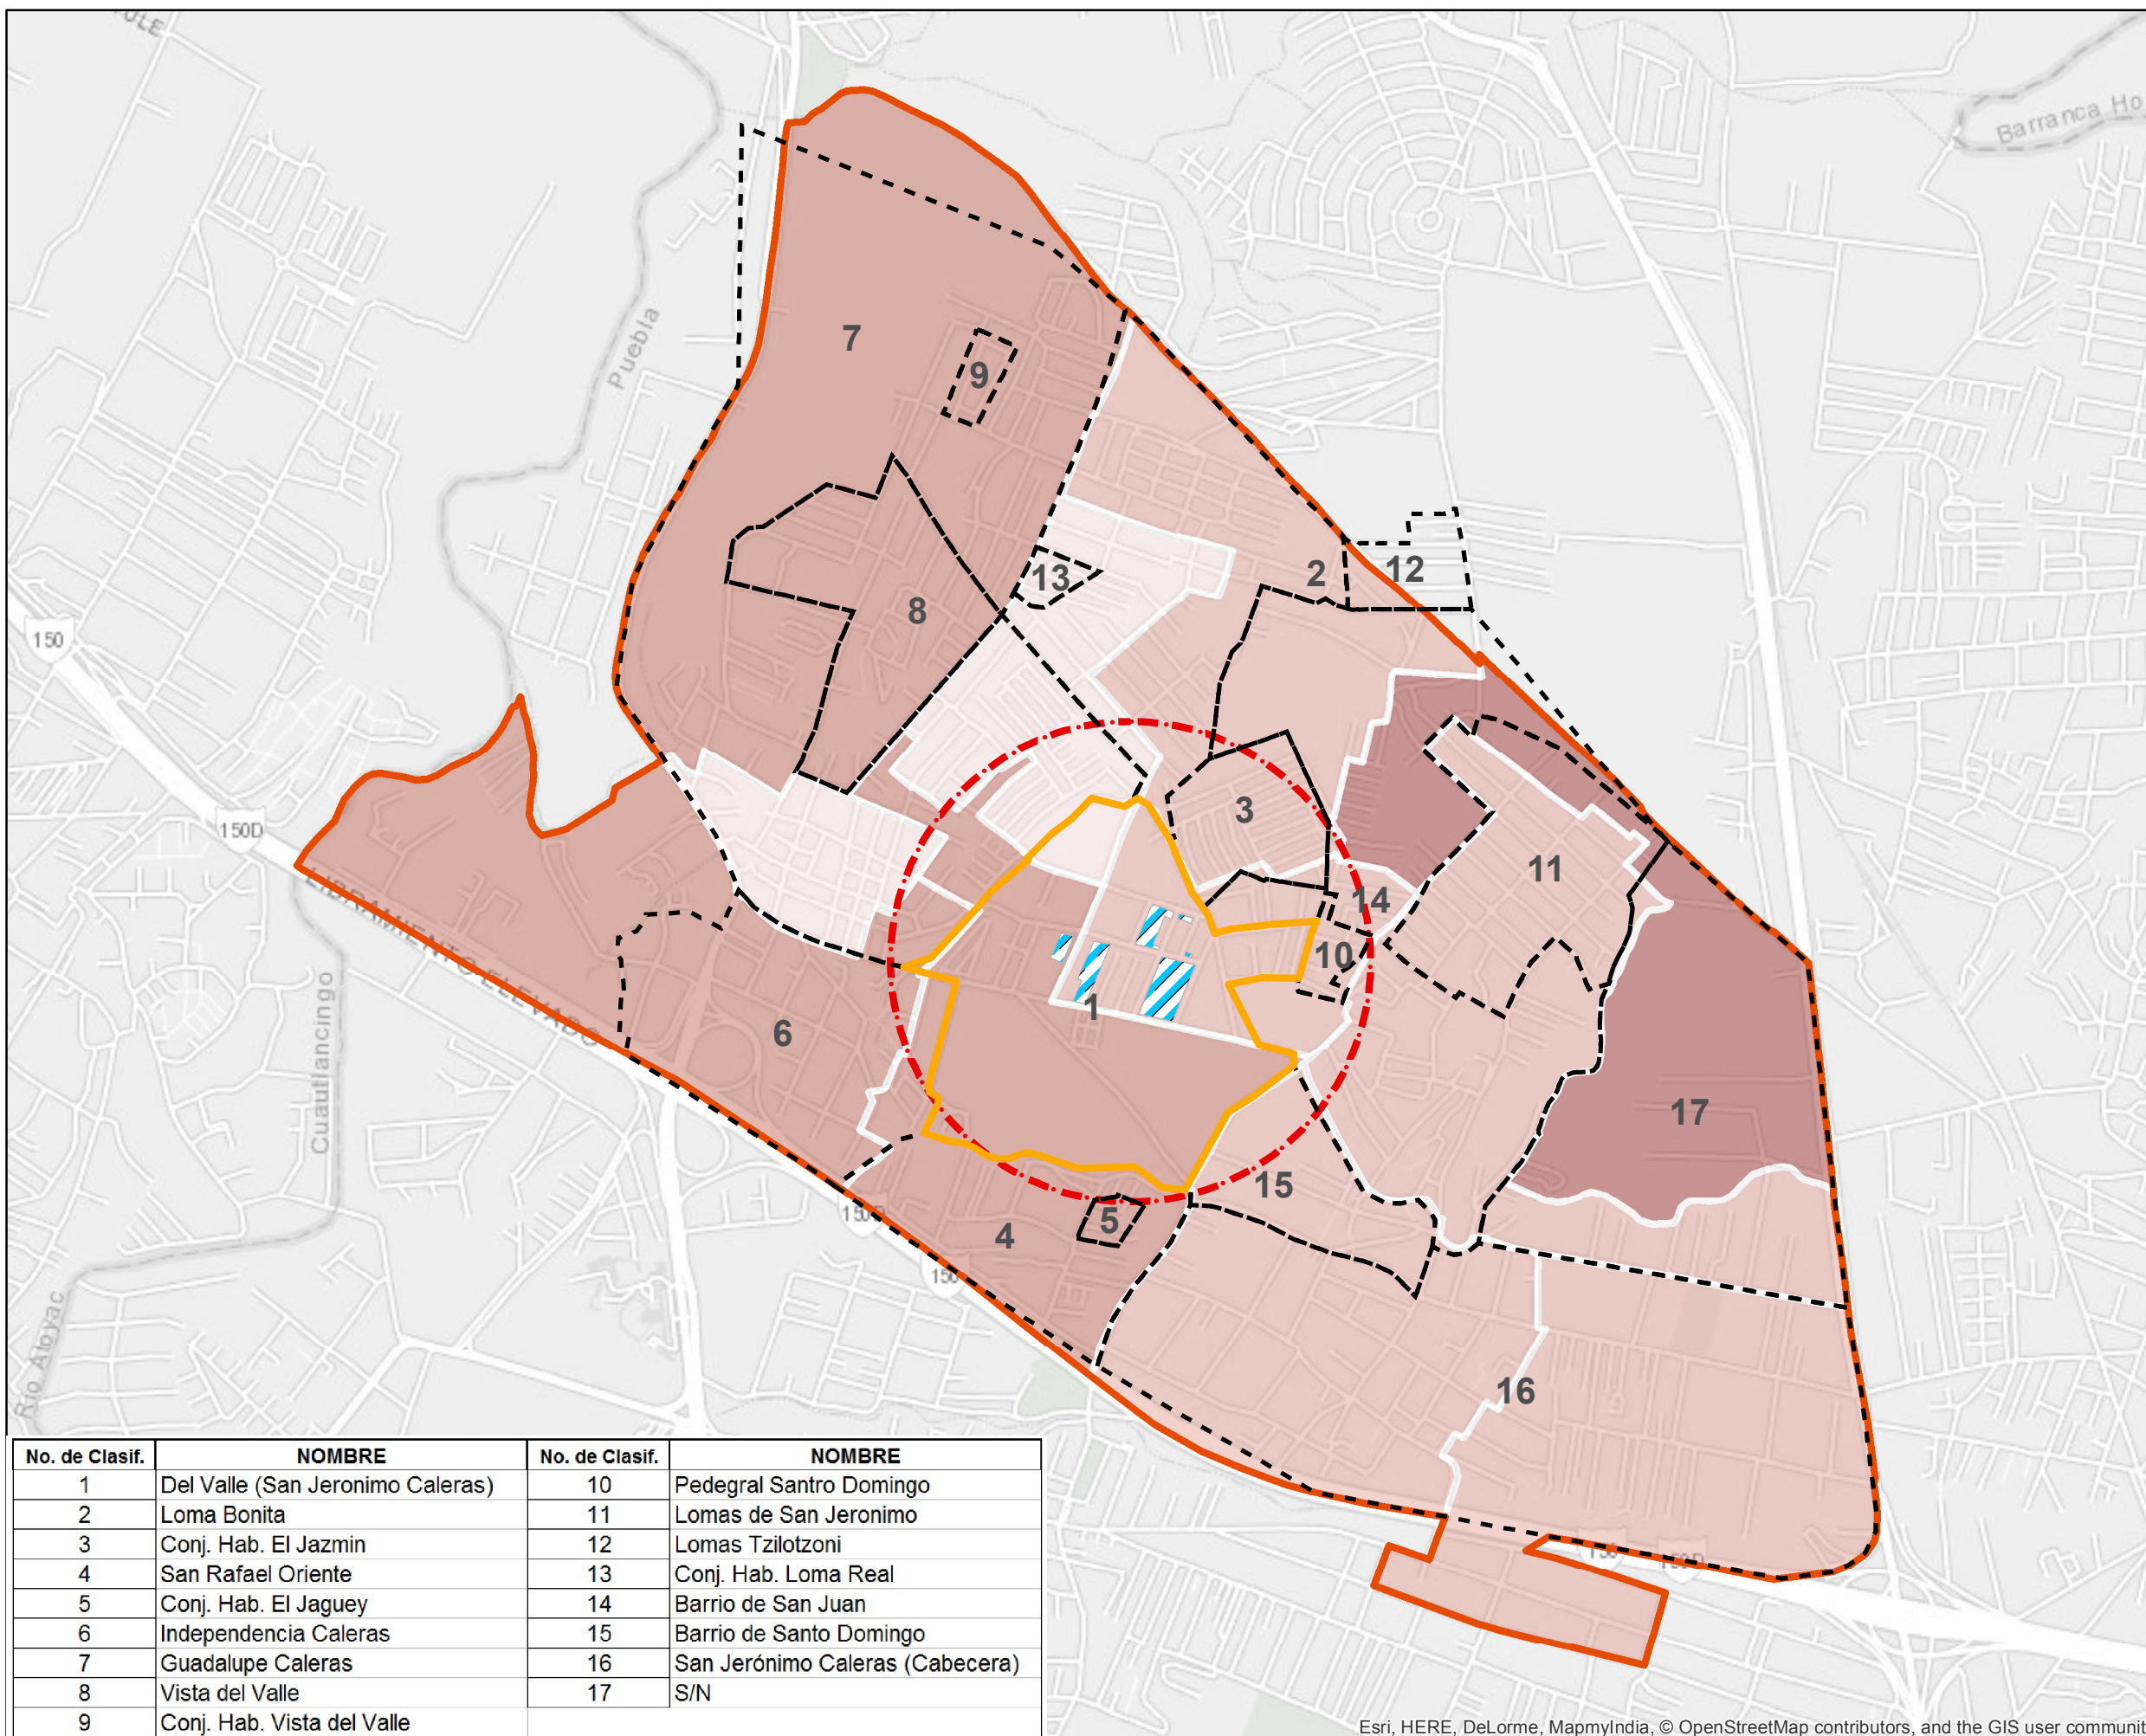 Barranca Ho
Puebla
7
9
13
2
12
8
150
3
150D
11
14
10
1
LIBRAMIENTO ELEVADO
6
Cuautlancingo
17
15
5
4
150D
150
Río Atoyac
16
150
150D
No. de Clasif. NOMBRE No. de Clasif. NOMBRE
1 Del Valle (San Jeronimo Caleras) 10 Pedegral Santro Domingo
2 Loma Bonita 11 Lomas de San Jeronimo
3 Conj. Hab. El Jazmin 12 Lomas Tzilotzoni
4 San Rafael Oriente 13 Conj. Hab. Loma Real
5 Conj. Hab. El Jaguey 14 Barrio de San Juan
6 Independencia Caleras 15 Barrio de Santo Domingo
7 Guadalupe Caleras 16 San Jerónimo Caleras (Cabecera)
8 Vista del Valle 17 S/N
9 Conj. Hab. Vista del Valle
Esri, HERE, DeLorme, MapmyIndia, © OpenStreetMap contributors, and the GIS user communit